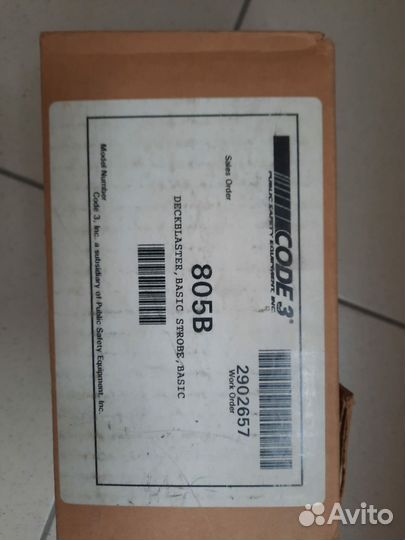 CODE 3®
PUBLIC SAFETY EQUIPMENT, INC.
Sales Order
2902657
Work Order
805B
DECKBLASTER,BASIC STROBE,BASIC
Model Number
Code 3, Inc. a subsidiary of Public Safety Equipment, Inc.
Avito